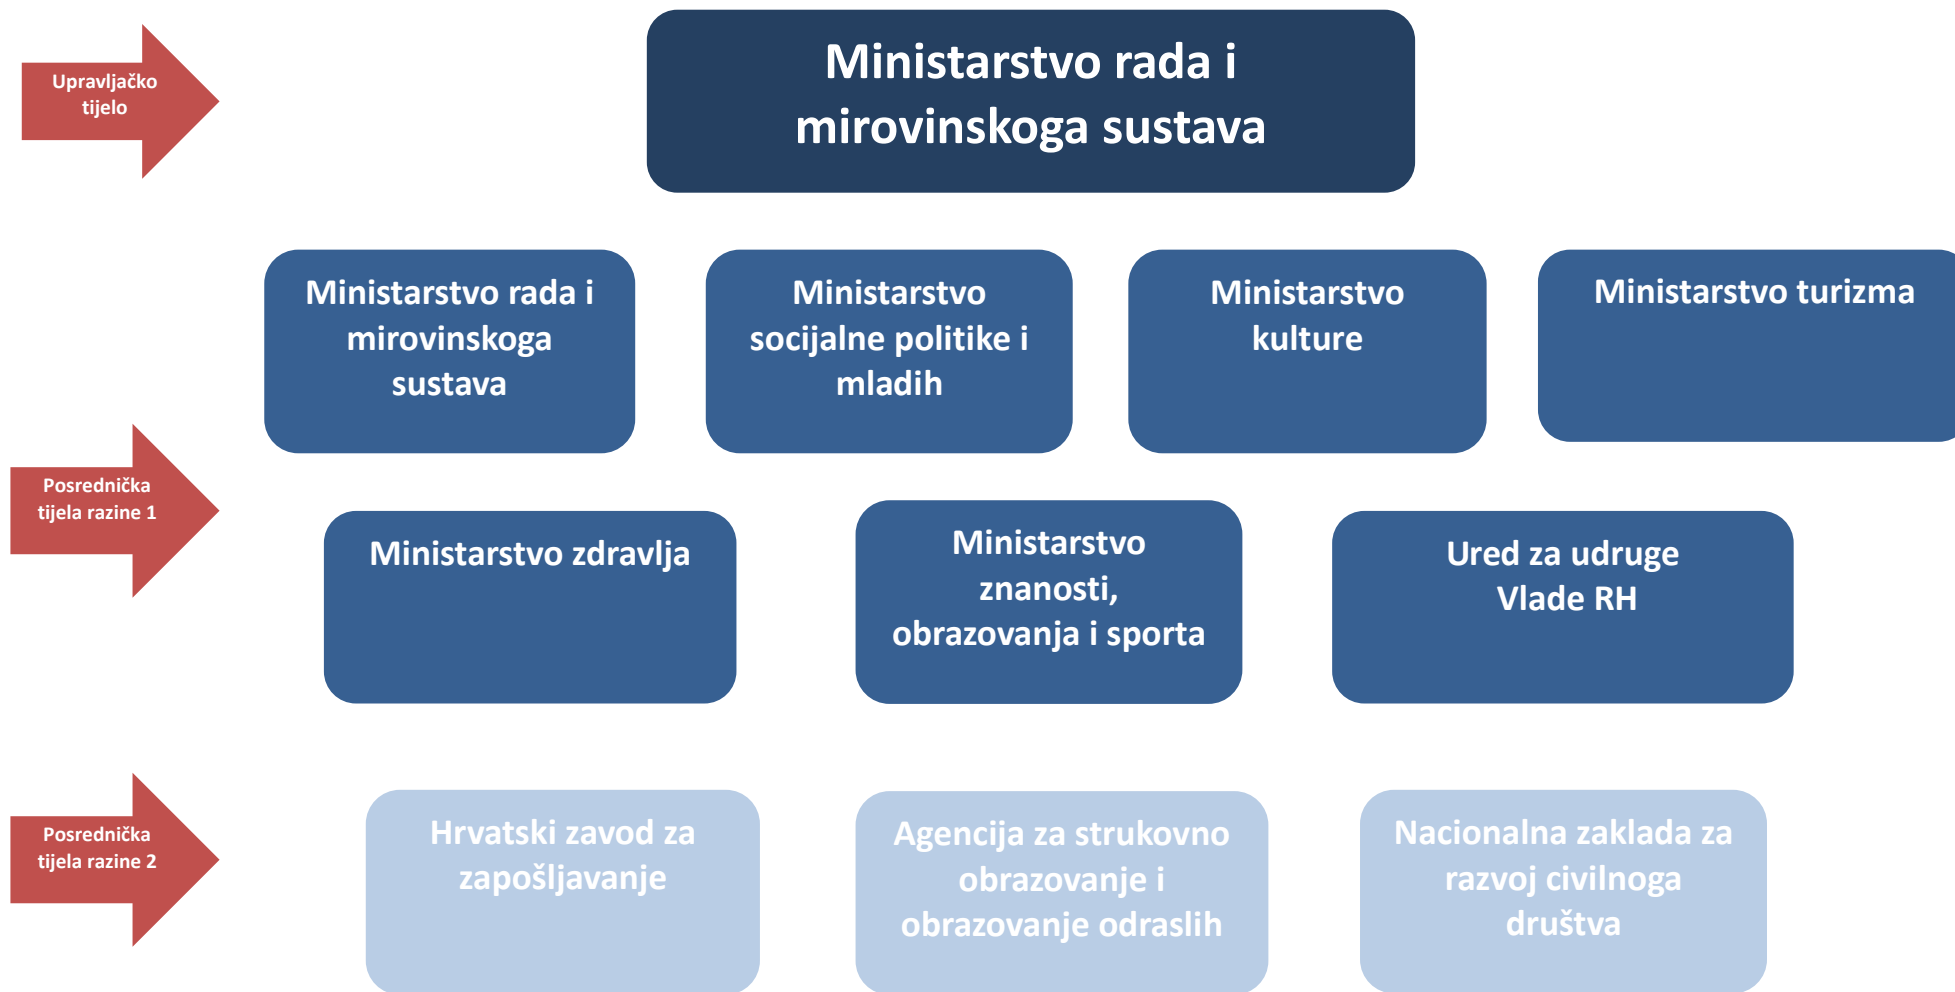 Upravljačko
tijelo
Ministarstvo rada i
mirovinskoga sustava
Ministarstvo rada i
mirovinskoga
sustava
Ministarstvo
socijalne politike i
mladih
Ministarstvo
kulture
Ministarstvo turizma
Posrednička
tijela razine 1
Ministarstvo zdravlja
Ministarstvo
znanosti,
obrazovanja i sporta
Ured za udruge
Vlade RH
Posrednička
tijela razine 2
Hrvatski zavod za
zapošljavanje
Agencija za strukovno
obrazovanje i
obrazovanje odraslih
Nacionalna zaklada za
razvoj civilnoga
društva